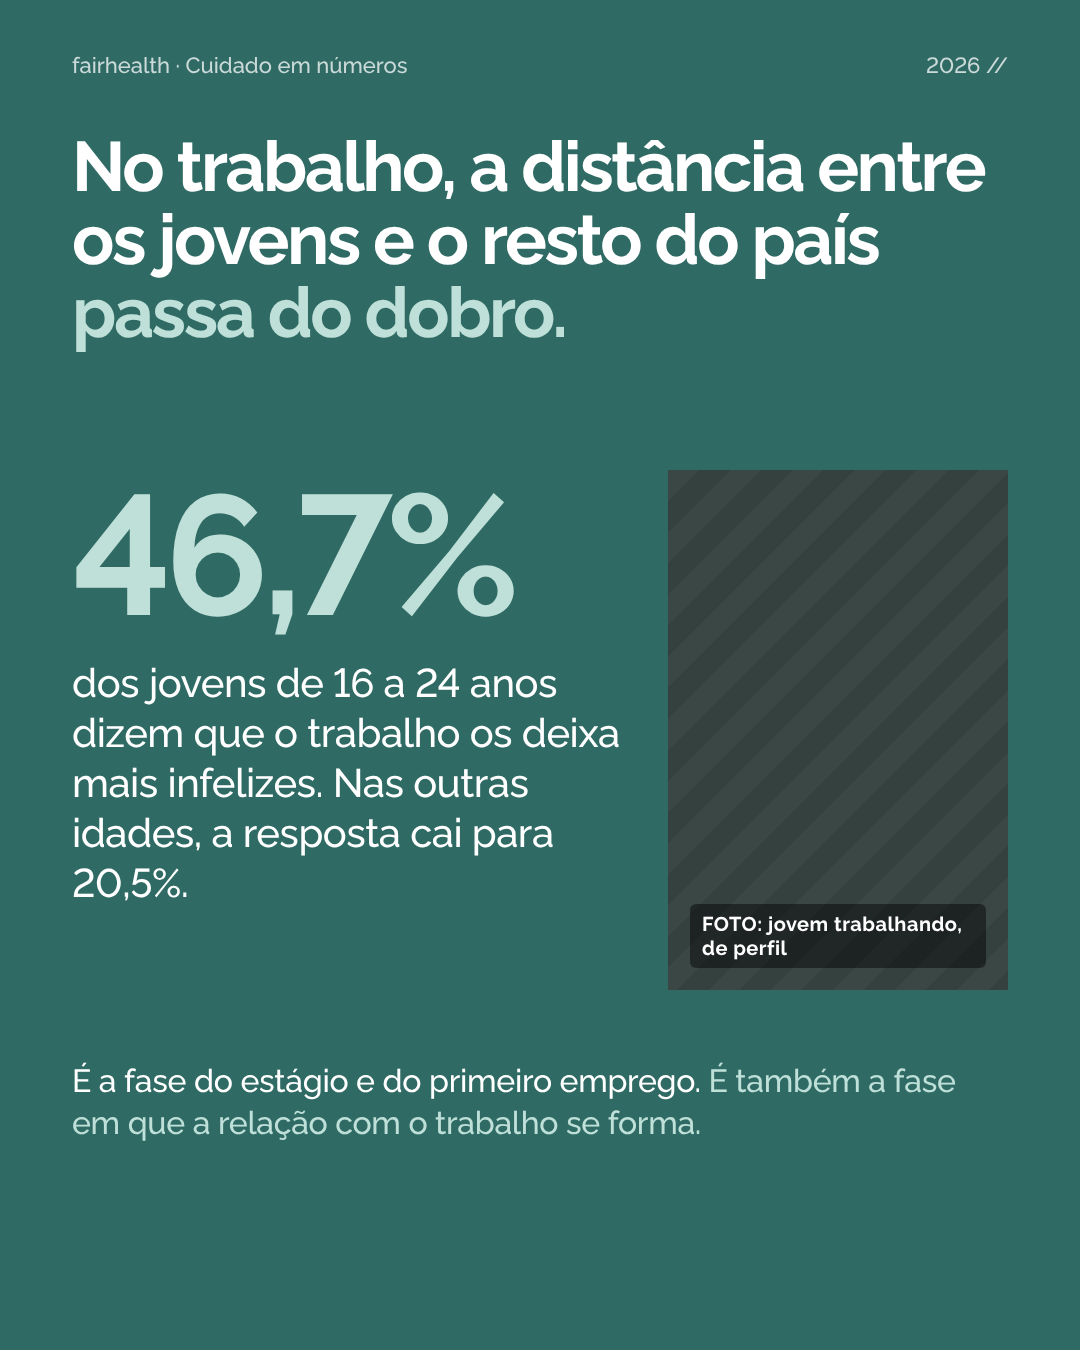 fairhealth · Cuidado em números
2026 //
No trabalho, a distância entre
os jovens e o resto do país
passa do dobro.
46,7%
dos jovens de 16 a 24 anos
dizem que o trabalho os deixa
mais infelizes. Nas outras
idades, a resposta cai para
20,5%.
FOTO: jovem trabalhando,
de perfil
É a fase do estágio e do primeiro emprego. É também a fase
em que a relação com o trabalho se forma.